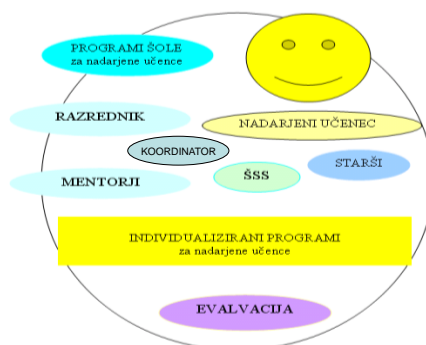 PROGRAMI ŠOLE
za nadarjene učence
RAZREDNIK
NADARJENI UČENEC
KOORDINATOR
STARŠI
MENTORJI
ŠSS
INDIVIDUALIZIRANI PROGRAMI
za nadarjene učence
EVALVACIJA